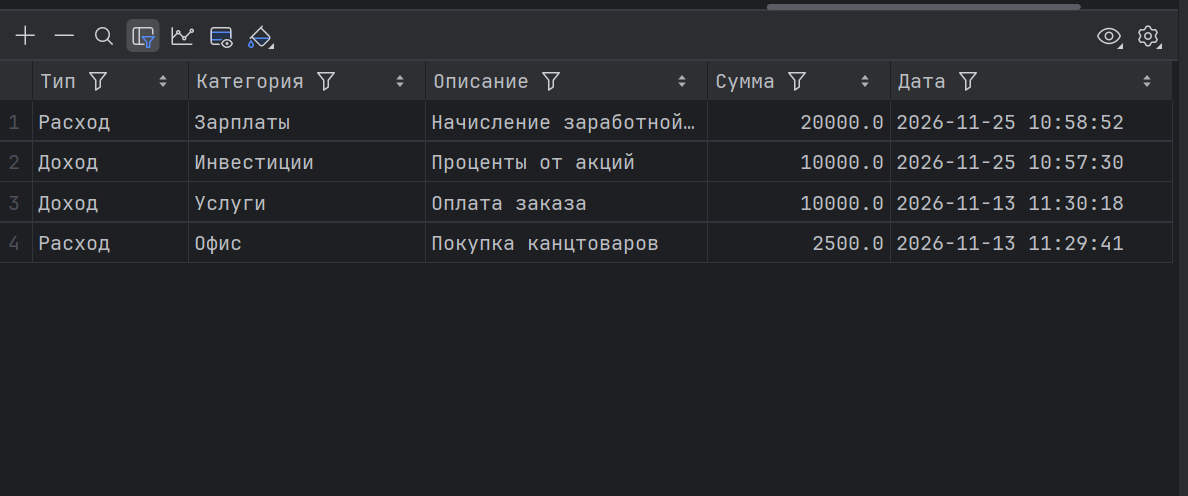 Тип Категория Описание Сумма Дата
1 Расход Зарплаты Начисление заработной… 20000.0 2026-11-25 10:58:52
2 Доход Инвестиции Проценты от акций 10000.0 2026-11-25 10:57:30
3 Доход Услуги Оплата заказа 10000.0 2026-11-13 11:30:18
4 Расход Офис Покупка канцтоваров 2500.0 2026-11-13 11:29:41